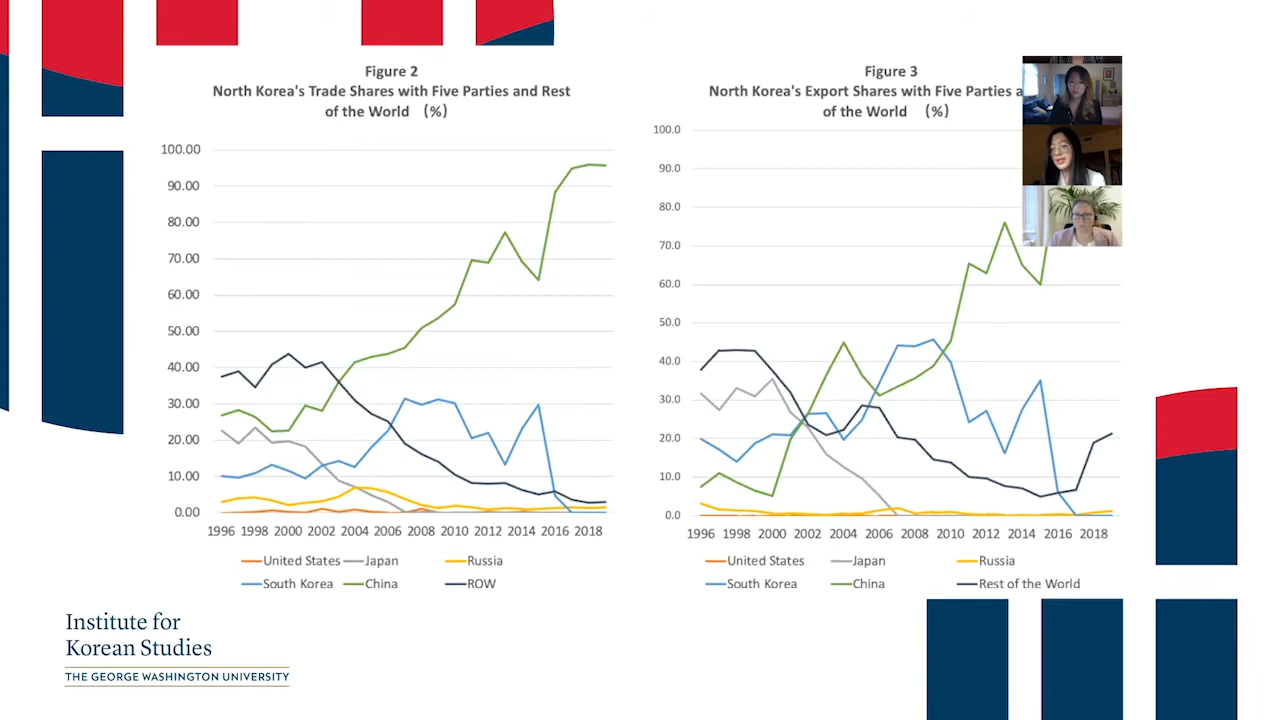 Figure 2
North Korea's Trade Shares with Five Parties and Rest
of the World (%)
100.00
90.00
80.00
70.00
60.00
50.00
40.00
30.00
20.00
10.00
0.00
1996 1998 2000 2002 2004 2006 2008 2010 2012 2014 2016 2018
United States Japan Russia
South Korea China ROW
Figure 3
North Korea's Export Shares with Five Parties a
of the World (%)
100.0
90.0
80.0
70.0
60.0
50.0
40.0
30.0
20.0
10.0
0.0
1996 1998 2000 2002 2004 2006 2008 2010 2012 2014 2016 2018
United States Japan Russia
South Korea China Rest of the World
Institute for
Korean Studies
THE GEORGE WASHINGTON UNIVERSITY